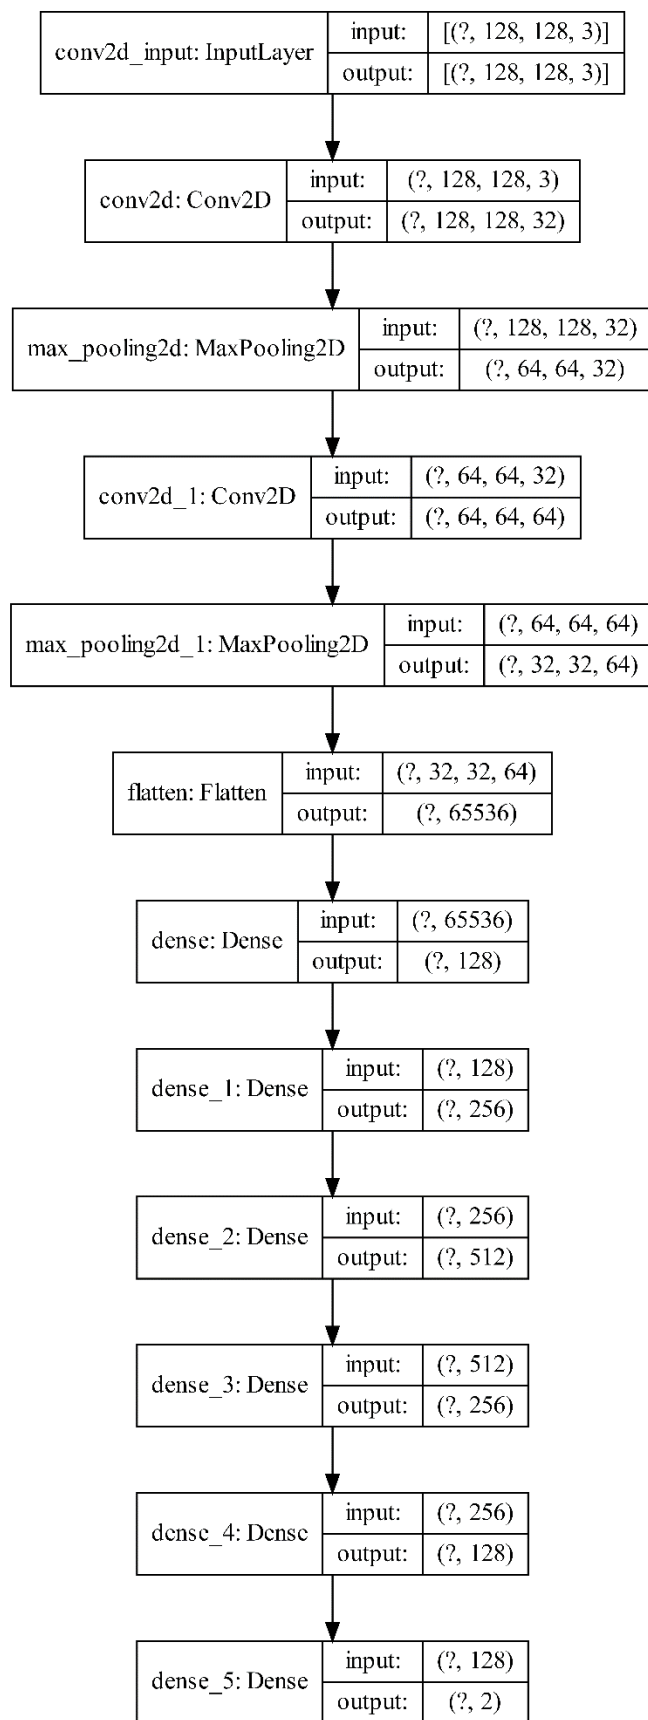 conv2d_input: InputLayer
input: [(?, 128, 128, 3)]
output: [(?, 128, 128, 3)]
conv2d: Conv2D
input: (?, 128, 128, 3)
output: (?, 128, 128, 32)
max_pooling2d: MaxPooling2D
input: (?, 128, 128, 32)
output: (?, 64, 64, 32)
conv2d_1: Conv2D
input: (?, 64, 64, 32)
output: (?, 64, 64, 64)
max_pooling2d_1: MaxPooling2D
input: (?, 64, 64, 64)
output: (?, 32, 32, 64)
flatten: Flatten
input: (?, 32, 32, 64)
output: (?, 65536)
dense: Dense
input: (?, 65536)
output: (?, 128)
dense_1: Dense
input: (?, 128)
output: (?, 256)
dense_2: Dense
input: (?, 256)
output: (?, 512)
dense_3: Dense
input: (?, 512)
output: (?, 256)
dense_4: Dense
input: (?, 256)
output: (?, 128)
dense_5: Dense
input: (?, 128)
output: (?, 2)